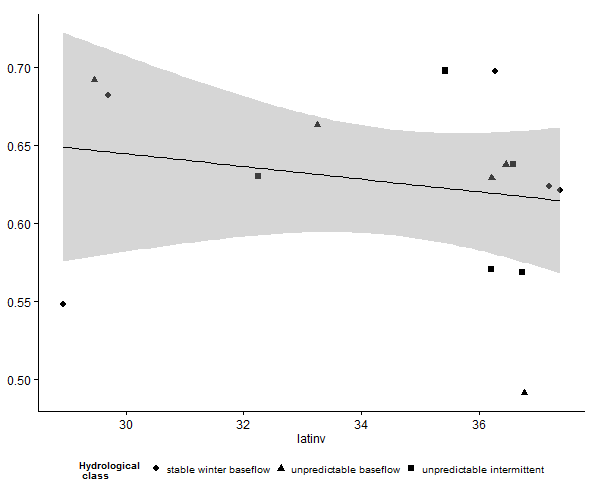 0.70
0.65
0.60
0.55
0.50
30 32 34 36
latinv
Hydrological
class
stable winter baseflow unpredictable baseflow unpredictable intermittent